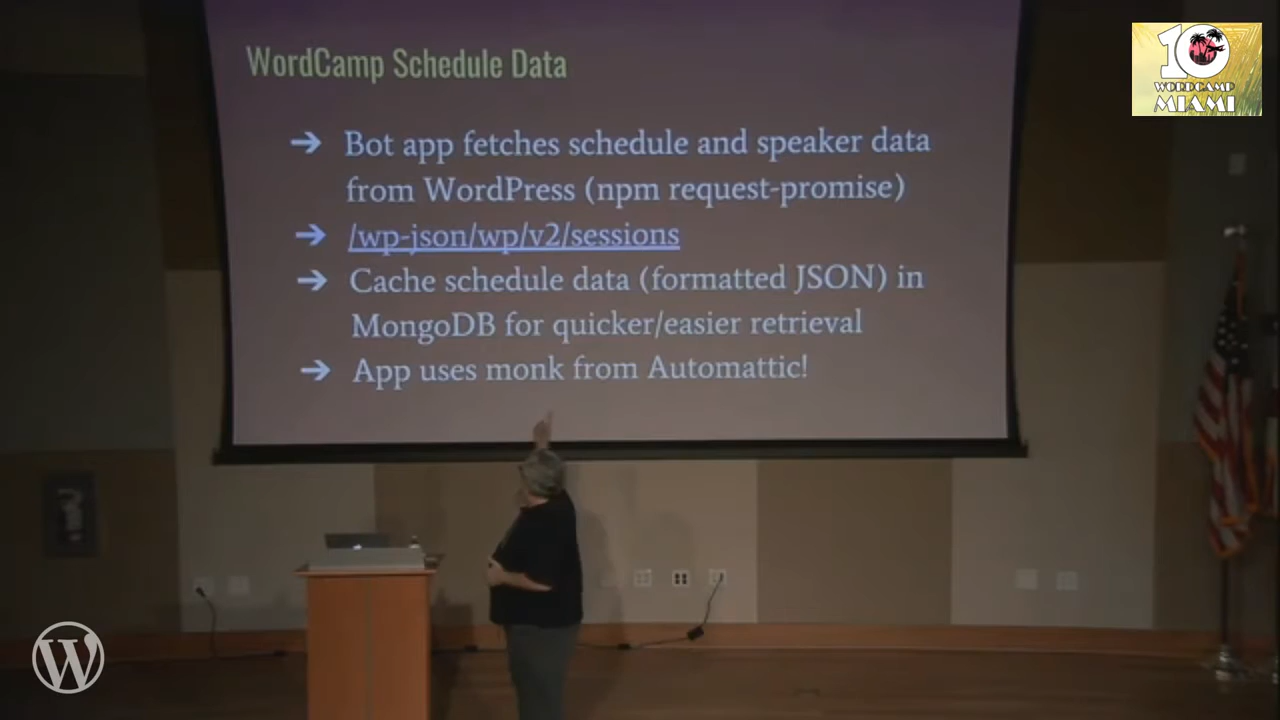 WordCamp Schedule Data
10
WORDCAMP
MIAMI
➔ Bot app fetches schedule and speaker data
from WordPress (npm request-promise)
➔ /wp-json/wp/v2/sessions
➔ Cache schedule data (formatted JSON) in
MongoDB for quicker/easier retrieval
➔ App uses monk from Automattic!
W